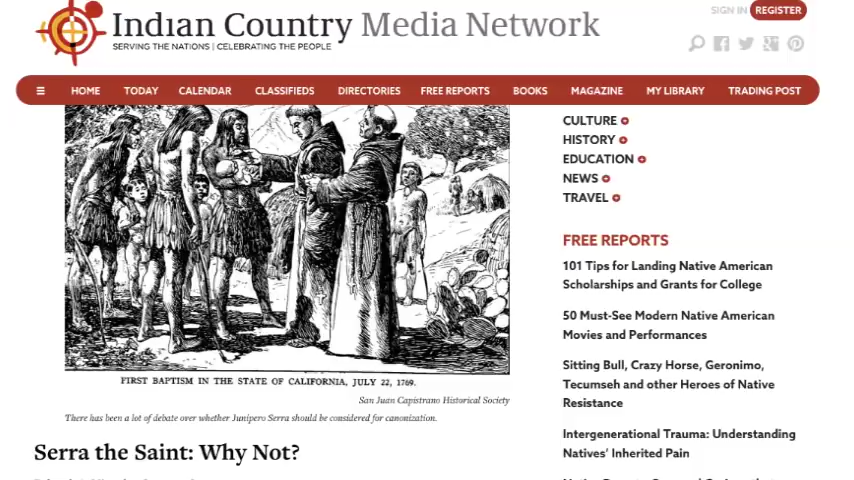 SIGN IN REGISTER
Indian Country Media Network
SERVING THE NATIONS | CELEBRATING THE PEOPLE
HOME TODAY CALENDAR CLASSIFIEDS DIRECTORIES FREE REPORTS BOOKS MAGAZINE MY LIBRARY TRADING POST
FIRST BAPTISM IN THE STATE OF CALIFORNIA, JULY 22, 1769.
San Juan Capistrano Historical Society
There has been a lot of debate over whether Junipero Serra should be considered for canonization.
Serra the Saint: Why Not?
CULTURE
HISTORY
EDUCATION
NEWS
TRAVEL
FREE REPORTS
101 Tips for Landing Native American
Scholarships and Grants for College
50 Must-See Modern Native American
Movies and Performances
Sitting Bull, Crazy Horse, Geronimo,
Tecumseh and other Heroes of Native
Resistance
Intergenerational Trauma: Understanding
Natives' Inherited Pain